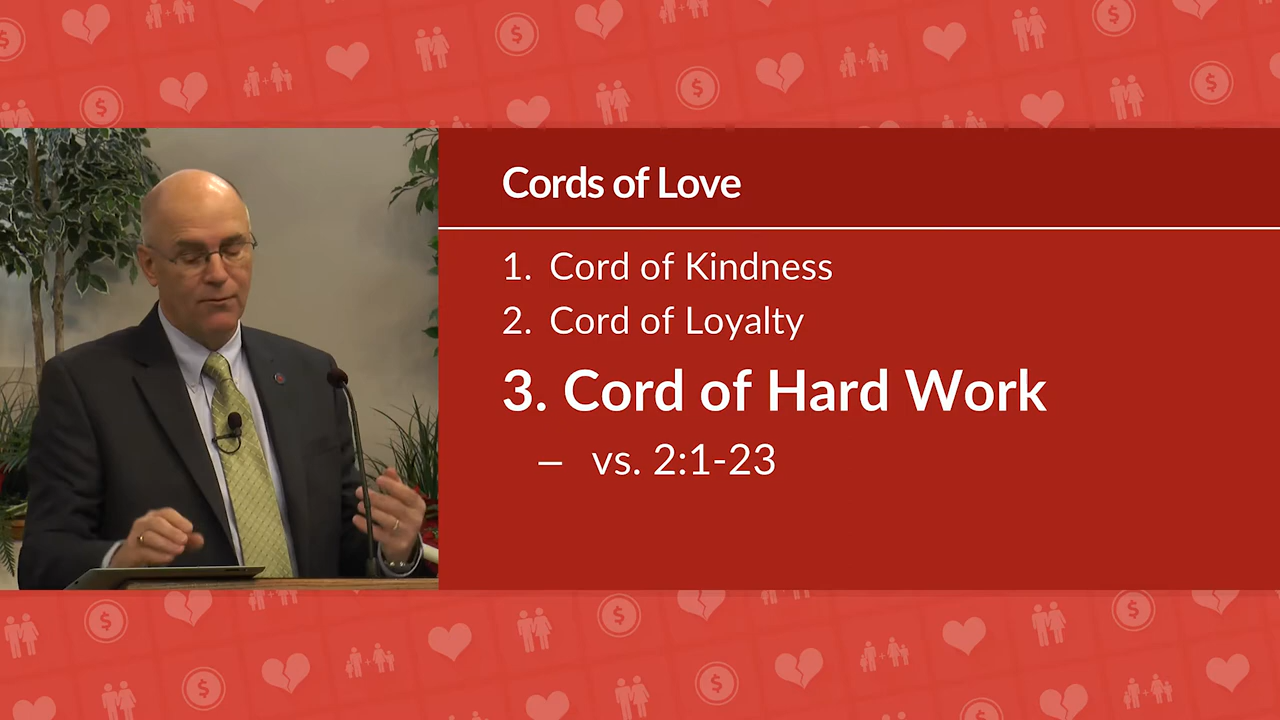 Cords of Love
1. Cord of Kindness
2. Cord of Loyalty
3. Cord of Hard Work
– vs. 2:1-23